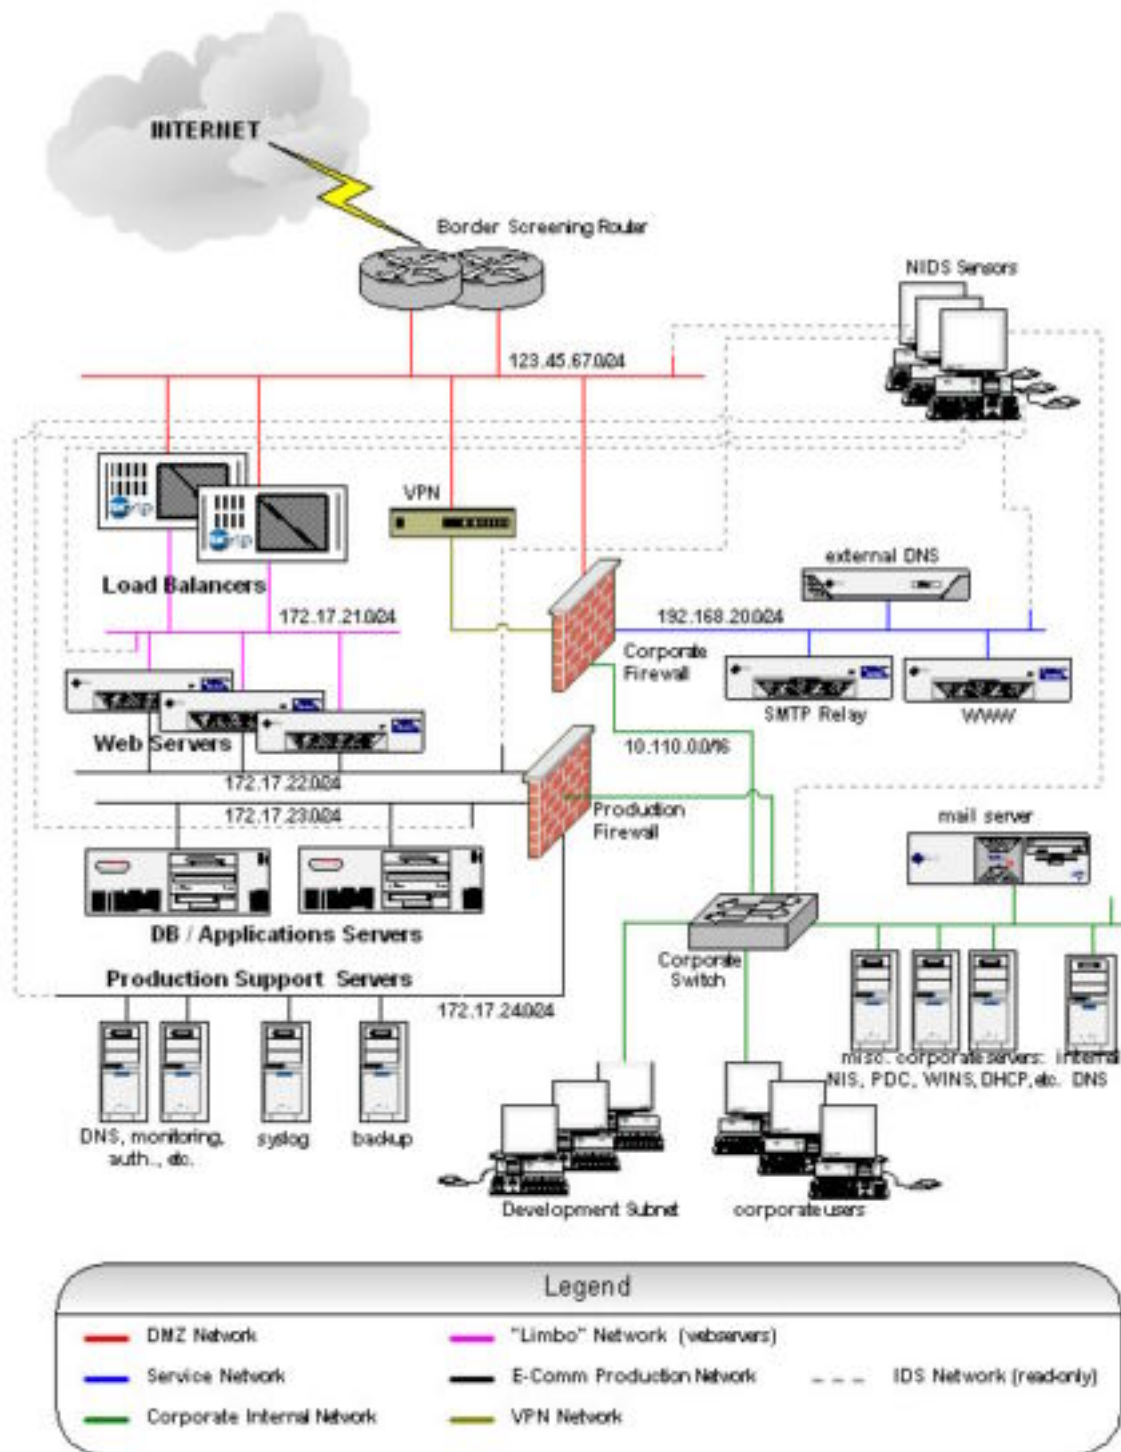 INTERNET
Border Screening Router
NIDS Sensors
123.45.67.0/24
VPN
external DNS
Load Balancers
172.17.21.0/24
192.168.20.0/24
Corporate
Firewall
SMTP Relay
WWW
Web Servers
10.110.0.0/16
172.17.22.0/24
172.17.23.0/24
Production
Firewall
mail server
DB / Applications Servers
Corporate
Switch
Production Support Servers
172.17.24.0/24
misc. corporate servers: internal
NIS, PDC, WINS, DHCP, etc. DNS
DNS, monitoring,
auth.., etc.
syslog
backup
Development Subnet
corporate users
Legend
DMZ Network
"Limbo" Network (webservers)
Service Network
E-Comm Production Network
IDS Network (read-only)
Corporate Internal Network
VPN Network